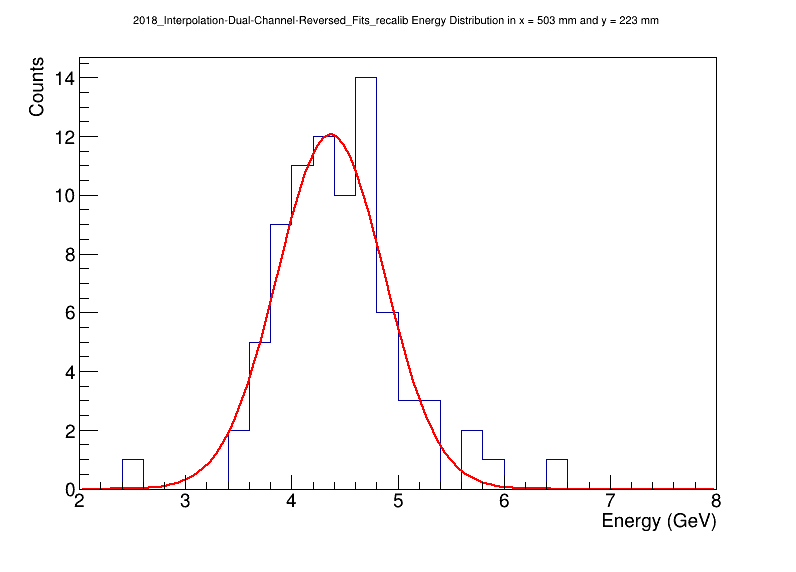 2018_Interpolation-Dual-Channel-Reversed_Fits_recalib Energy Distribution in x = 503 mm and y = 223 mm
Counts
14
12
10
8
6
4
2
0
2 3 4 5 6 7 8
Energy (GeV)